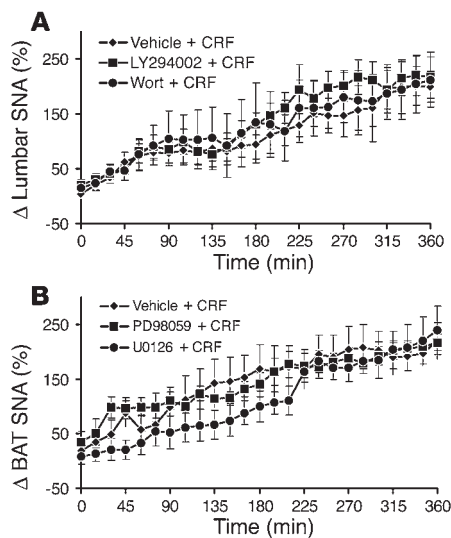 A
Vehicle + CRF
LY294002 + CRF
Wort + CRF
Δ Lumbar SNA (%)
250
150
50
-50
0 45 90 135 180 225 270 315 360
Time (min)
B
Vehicle + CRF
PD98059 + CRF
U0126 + CRF
Δ BAT SNA (%)
250
150
50
-50
0 45 90 135 180 225 270 315 360
Time (min)